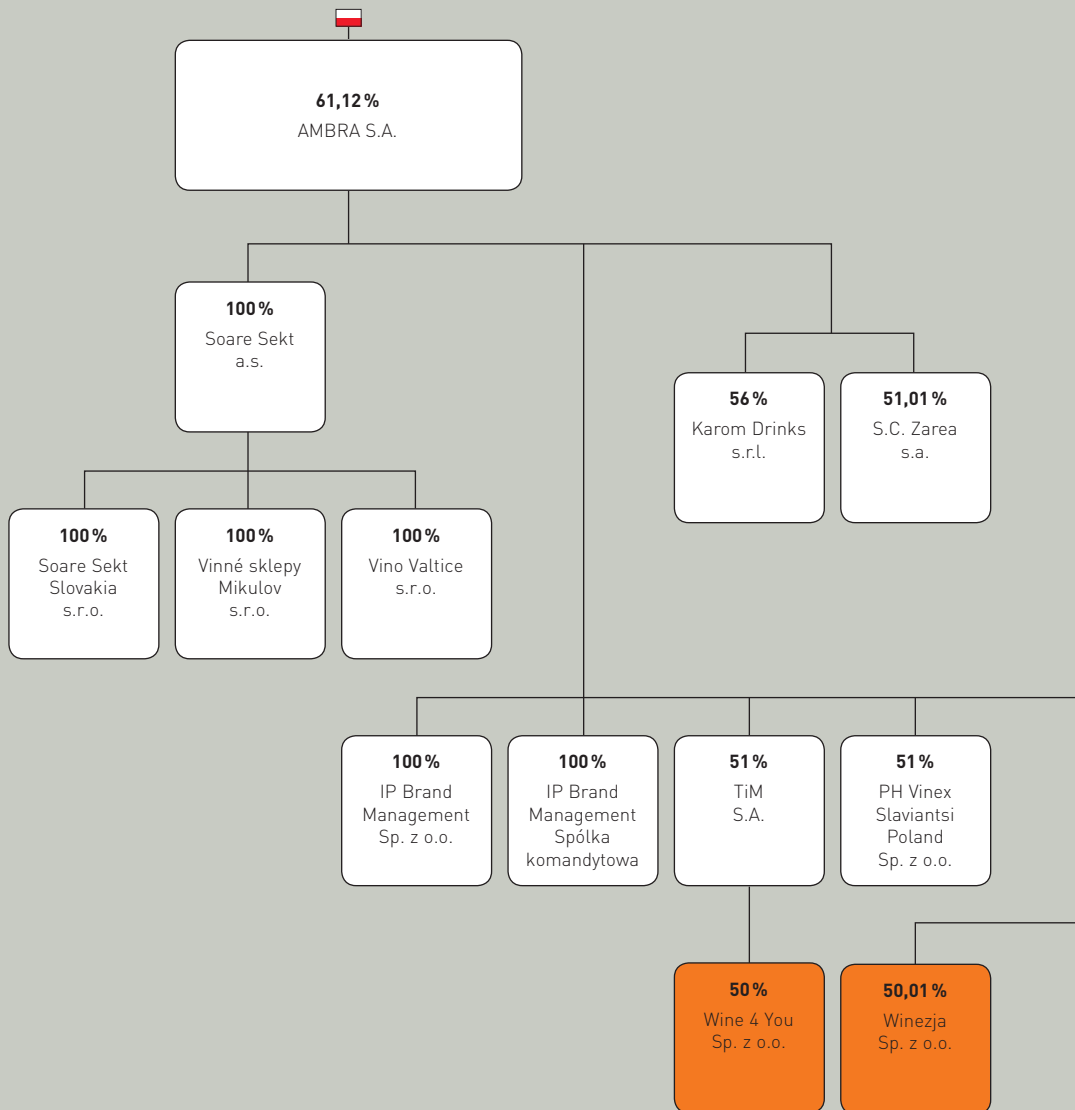 61,12 %
AMBRA S.A.
100 %
Soare Sekt
a.s.
56 %
Karom Drinks
s.r.l.
51,01 %
S.C. Zarea
s.a.
100 %
Soare Sekt
Slovakia
s.r.o.
100 %
Vinné sklepy
Mikulov
s.r.o.
100 %
Vino Valtice
s.r.o.
100 %
IP Brand
Management
Sp. z o.o.
100 %
IP Brand
Management
Spólka
komandytowa
51 %
TiM
S.A.
51 %
PH Vinex
Slaviantsi
Poland
Sp. z o.o.
50 %
Wine 4 You
Sp. z o.o.
50,01 %
Winezja
Sp. z o.o.